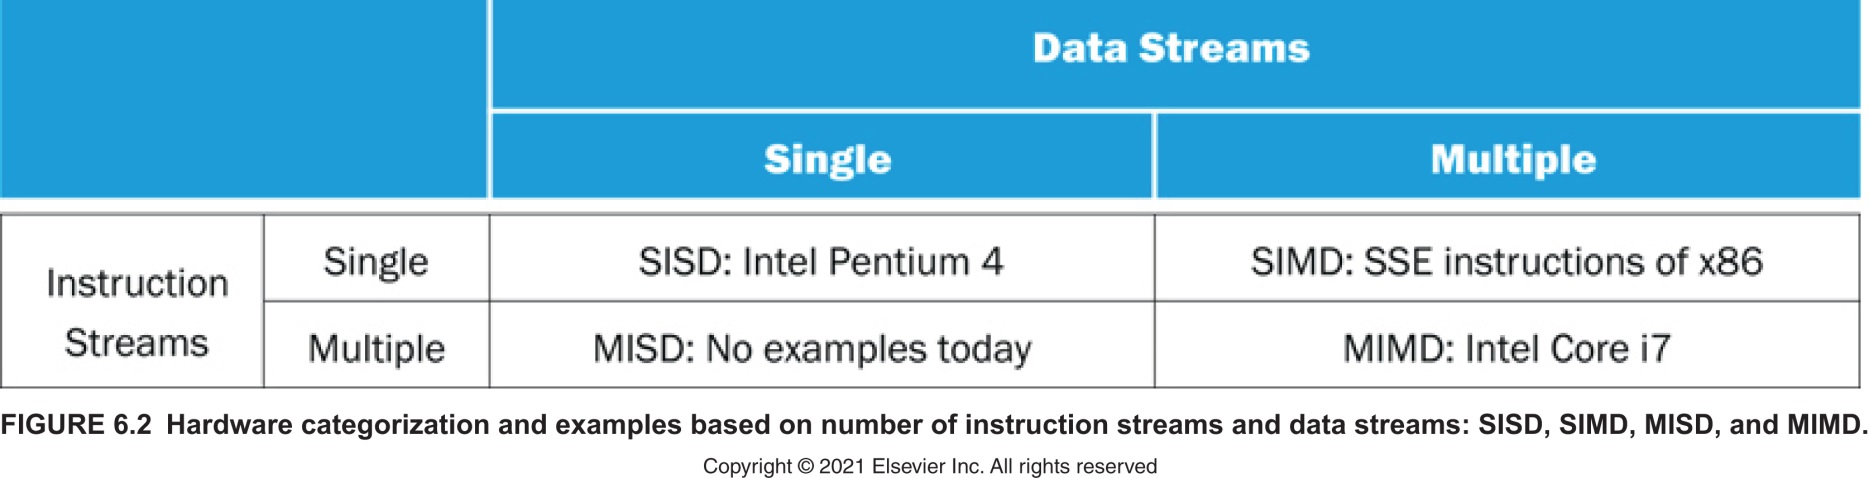 Data Streams
Single Multiple
Instruction Streams
Single SISD: Intel Pentium 4 SIMD: SSE instructions of x86
Multiple MISD: No examples today MIMD: Intel Core i7
FIGURE 6.2 Hardware categorization and examples based on number of instruction streams and data streams: SISD, SIMD, MISD, and MIMD.
Copyright © 2021 Elsevier Inc. All rights reserved